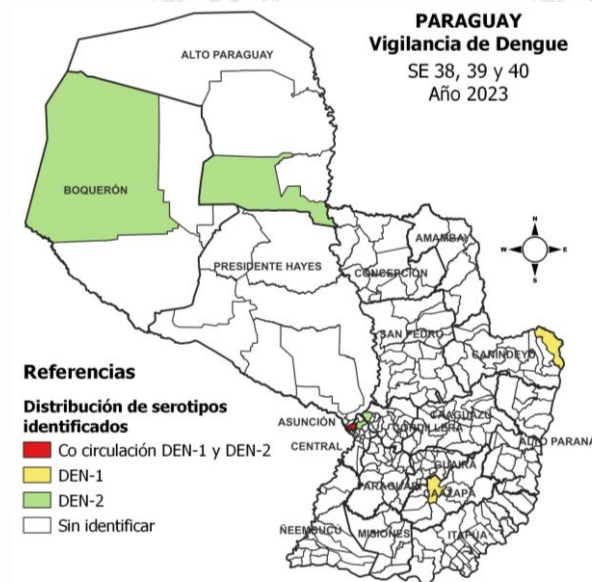 PARAGUAY
Vigilancia de Dengue
SE 38, 39 y 40
Año 2023
ALTO PARAGUAY
BOQUERÓN
AMAMBAY
PRESIDENTE HAYES
CONCEPCIÓN
N
W E
S
SAN PEDRO
CANINDEYÚ
Referencias
Distribución de serotipos
identificados
Co circulación DEN-1 y DEN-2
DEN-1
DEN-2
Sin identificar
ASUNCIÓN
CENTRAL
CAAGUAZÚ
CORDILLERA
ALTO PARANÁ
GUAIRÁ
PARAGUARÍ
CAAZAPÁ
ÑEEMBUCÚ
MISIONES
ITAPÚA